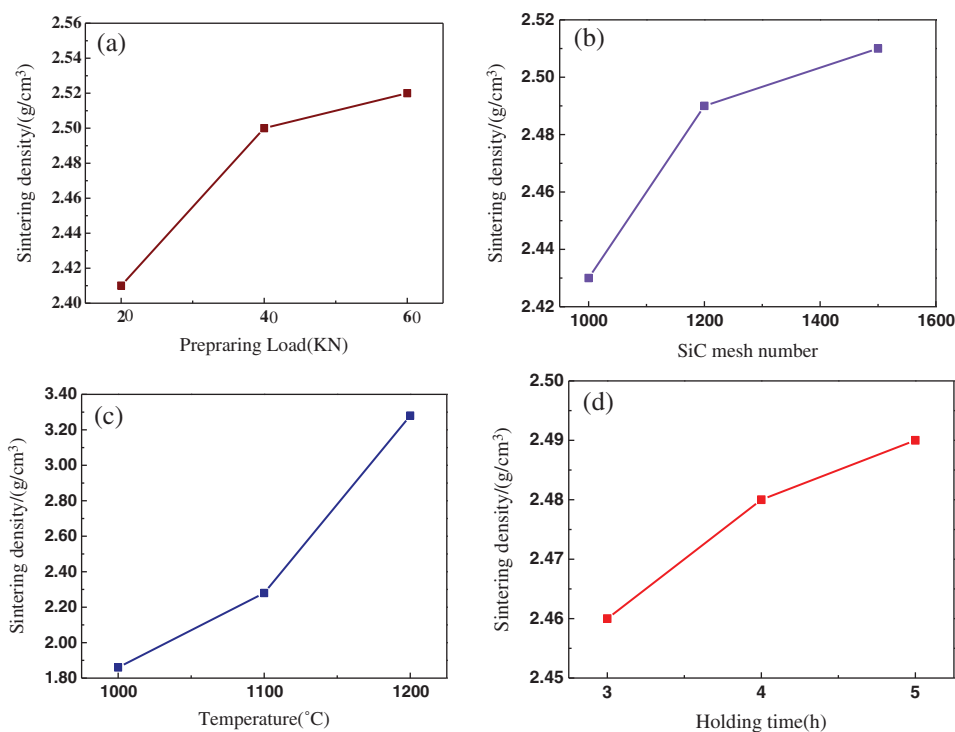 (a)
Sintering density/(g/cm³)
2.56
2.54
2.52
2.50
2.48
2.46
2.44
2.42
2.40
20 40 60
Prepraring Load(KN)
(b)
Sintering density/(g/cm³)
2.52
2.50
2.48
2.46
2.44
2.42
1000 1200 1400 1600
SiC mesh number
(c)
Sintering density/(g/cm³)
3.40
3.20
3.00
2.80
2.60
2.40
2.20
2.00
1.80
1000 1100 1200
Temperature(°C)
(d)
Sintering density/(g/cm³)
2.50
2.49
2.48
2.47
2.46
2.45
3 4 5
Holding time(h)